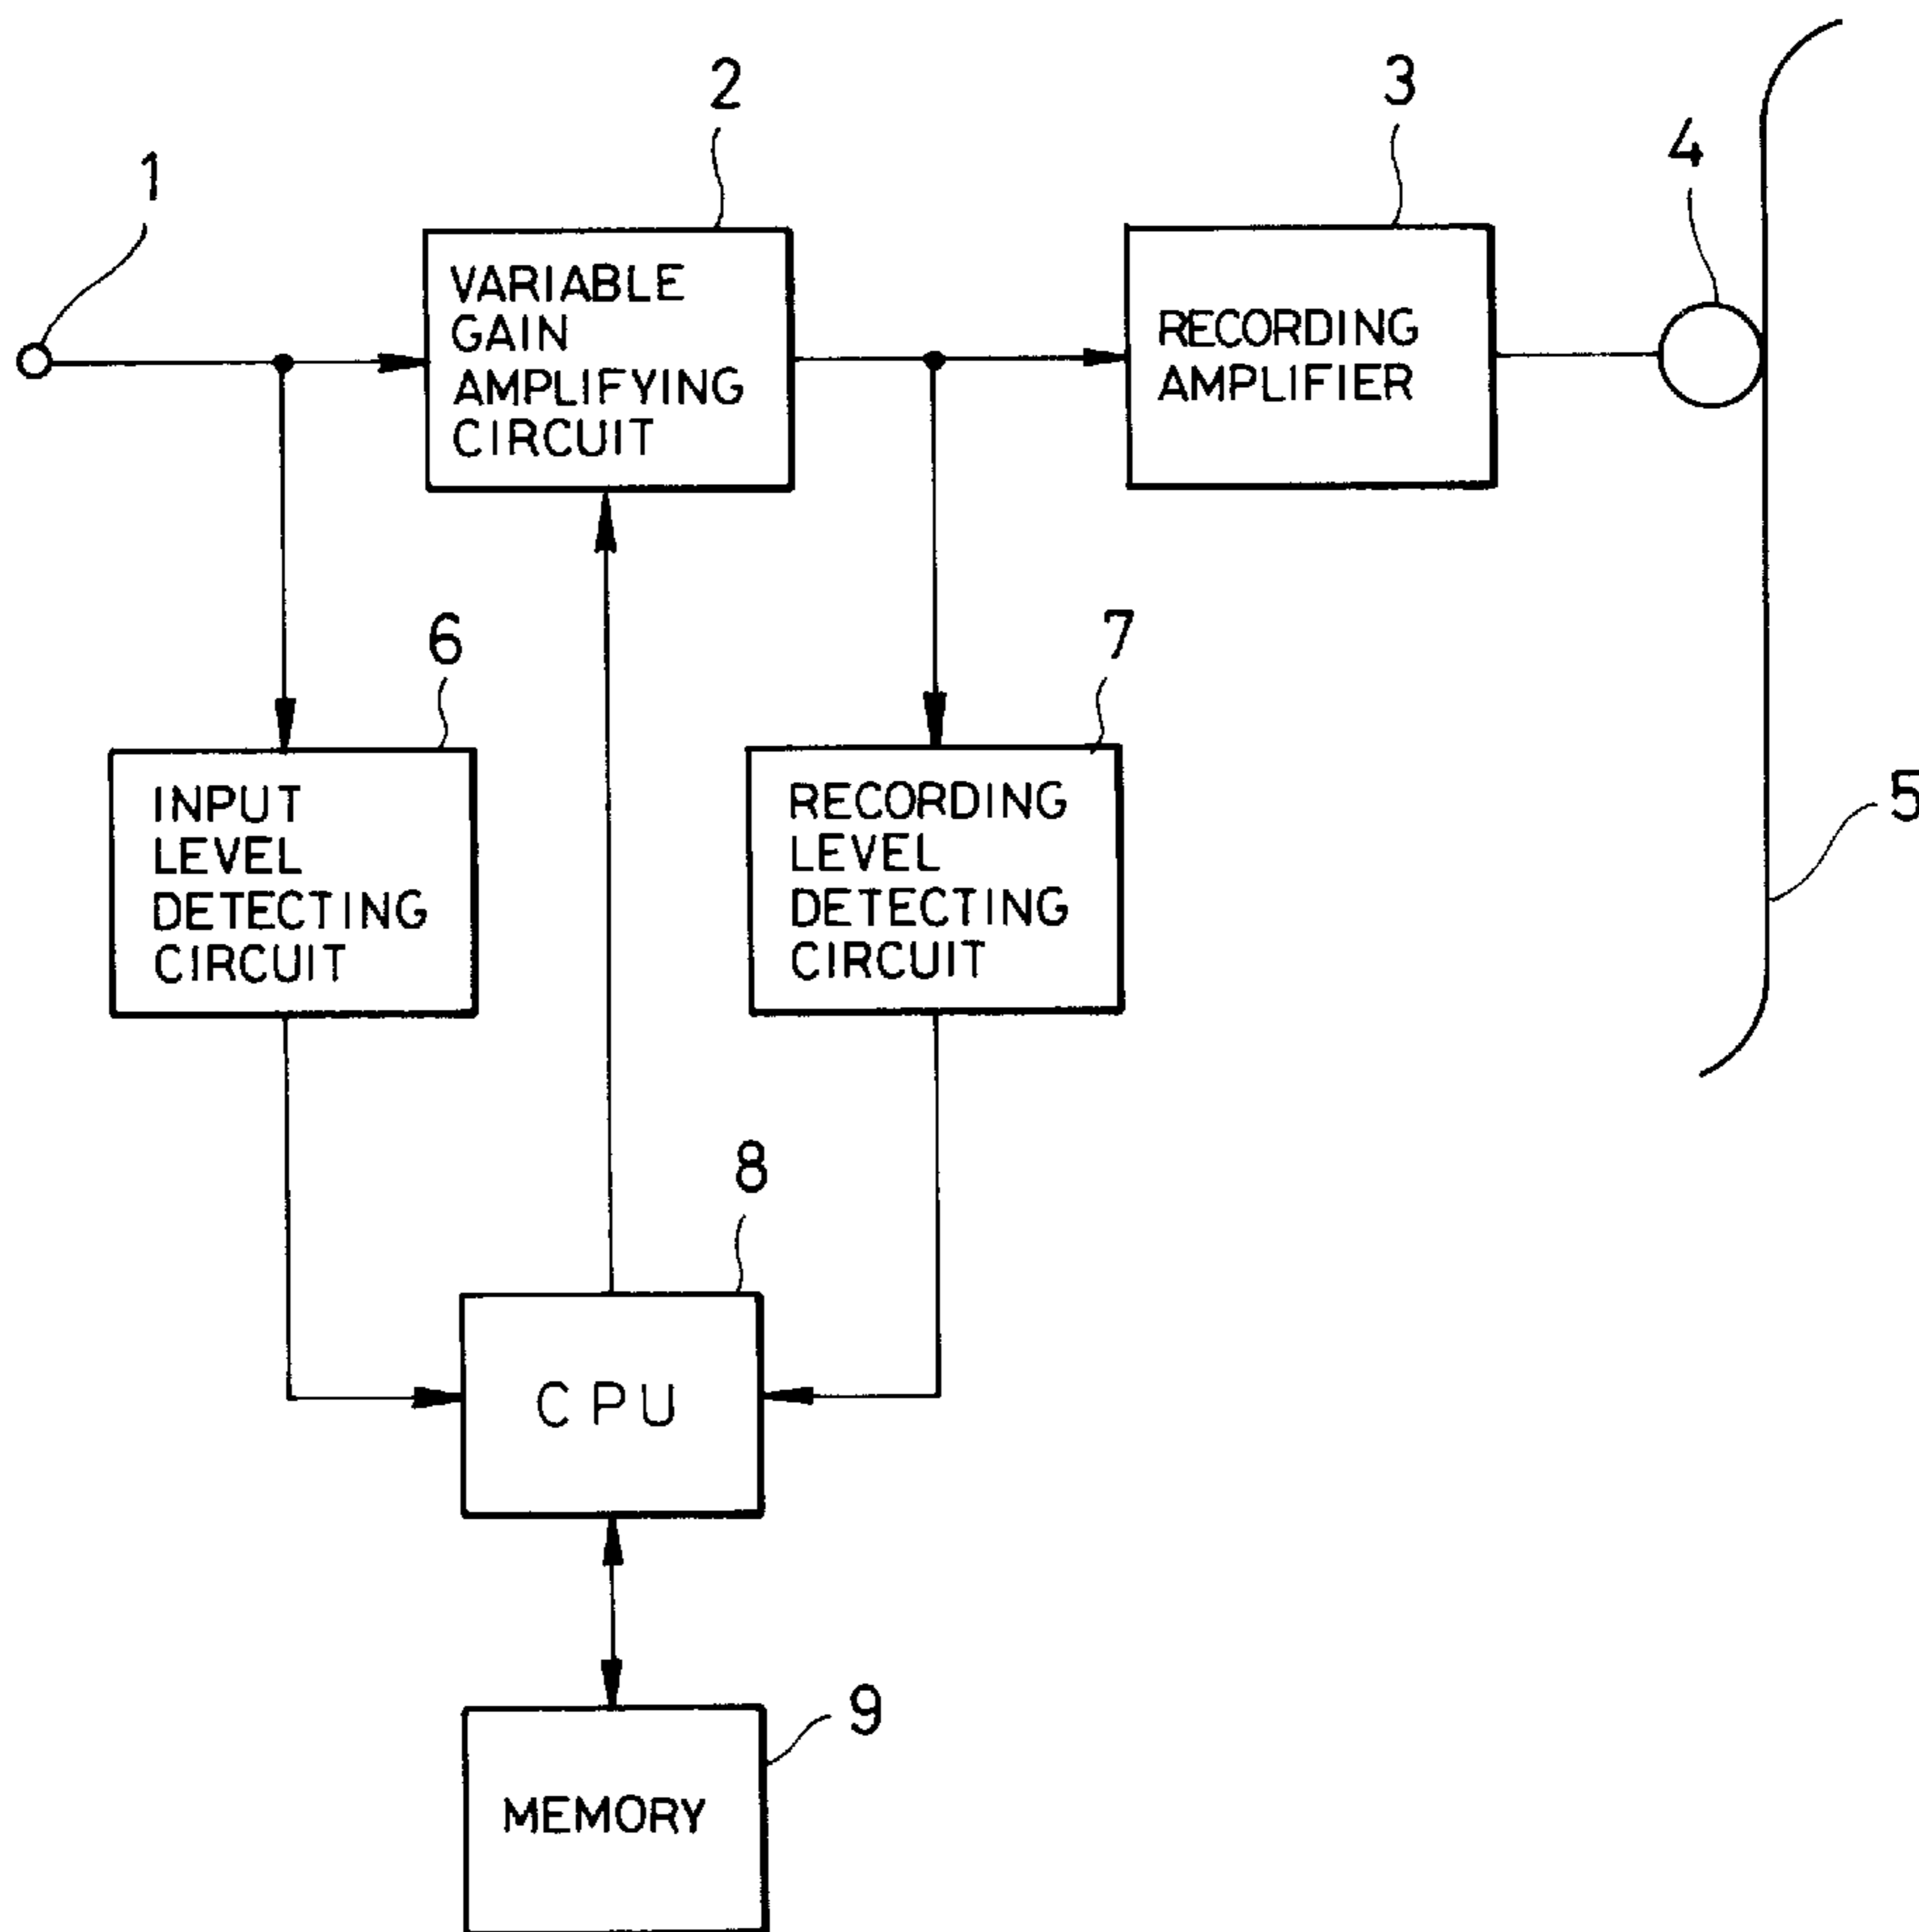 1
2
3
4
VARIABLE
GAIN
AMPLIFYING
CIRCUIT
RECORDING
AMPLIFIER
6
7
5
INPUT
LEVEL
DETECTING
CIRCUIT
RECORDING
LEVEL
DETECTING
CIRCUIT
8
CPU
9
MEMORY